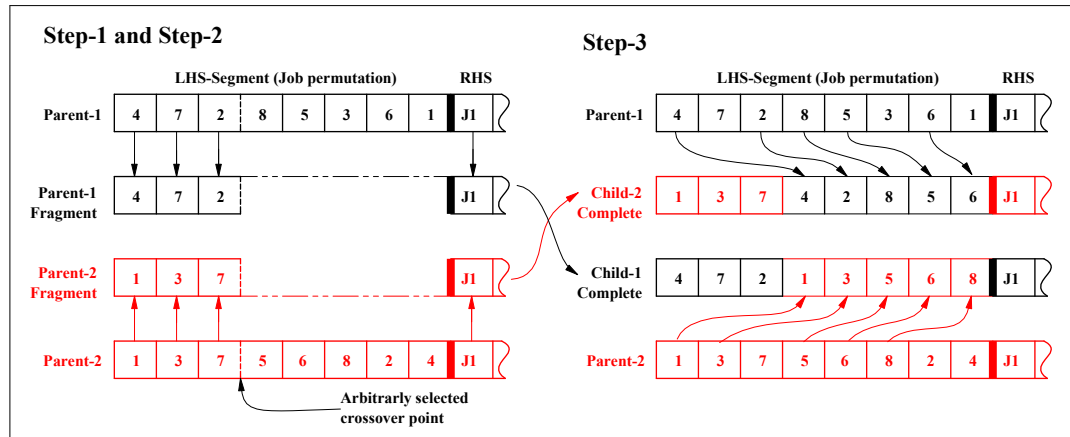 Step-1 and Step-2
LHS-Segment (Job permutation) RHS
Parent-1 4 7 2 8 5 3 6 1 J1
Parent-1
Fragment
4 7 2 J1
Parent-2
Fragment
1 3 7 J1
Parent-2 1 3 7 5 6 8 2 4 J1
Arbitrarly selected
crossover point
Step-3
LHS-Segment (Job permutation) RHS
Parent-1 4 7 2 8 5 3 6 1 J1
Child-2
Complete
1 3 7 4 2 8 5 6 J1
Child-1
Complete
4 7 2 1 3 5 6 8 J1
Parent-2 1 3 7 5 6 8 2 4 J1